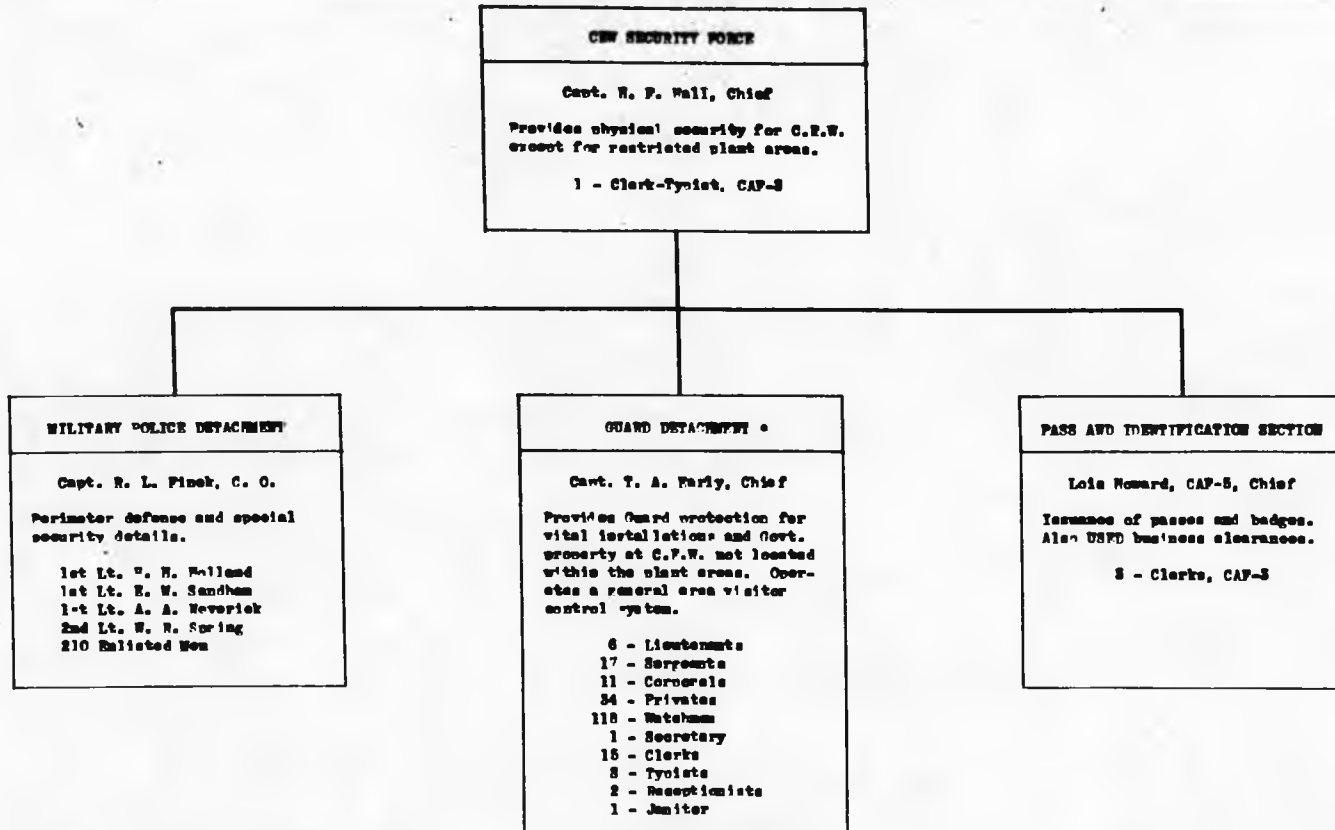 CEW SECURITY FORCE
Capt. W. F. Wall, Chief
Provides physical security for C.E.W.
except for restricted plant areas.
1 - Clerk-Typist, CAF-3
MILITARY POLICE DETACHMENT
Capt. R. L. C. O.
Perimeter defense and special
security details.
1st Lt. Holland
1st Lt. E. W. Sandham
1st Lt. A. A. Maverick
2nd Lt. W. R. Spring
210 Enlisted Men
GUARD DETACHMENT *
Capt. T. A. Early, Chief
Provides Guard protection for
vital installations and Govt.
property at C.E.W. not located
within the plant areas. Oper-
ates a general area visitor
control system.
6 - Lieutenants
17 - Sergeants
11 - Corporals
34 - Privates
118 - Watchmen
1 - Secretary
15 - Clerks
- Typists
2 - Receptionists
1 - Janitor
PASS AND IDENTIFICATION SECTION
Lois CAF-5, Chief
Issuance of passes and badges.
Also USED business clearances.
3 - Clerks, CAF-3